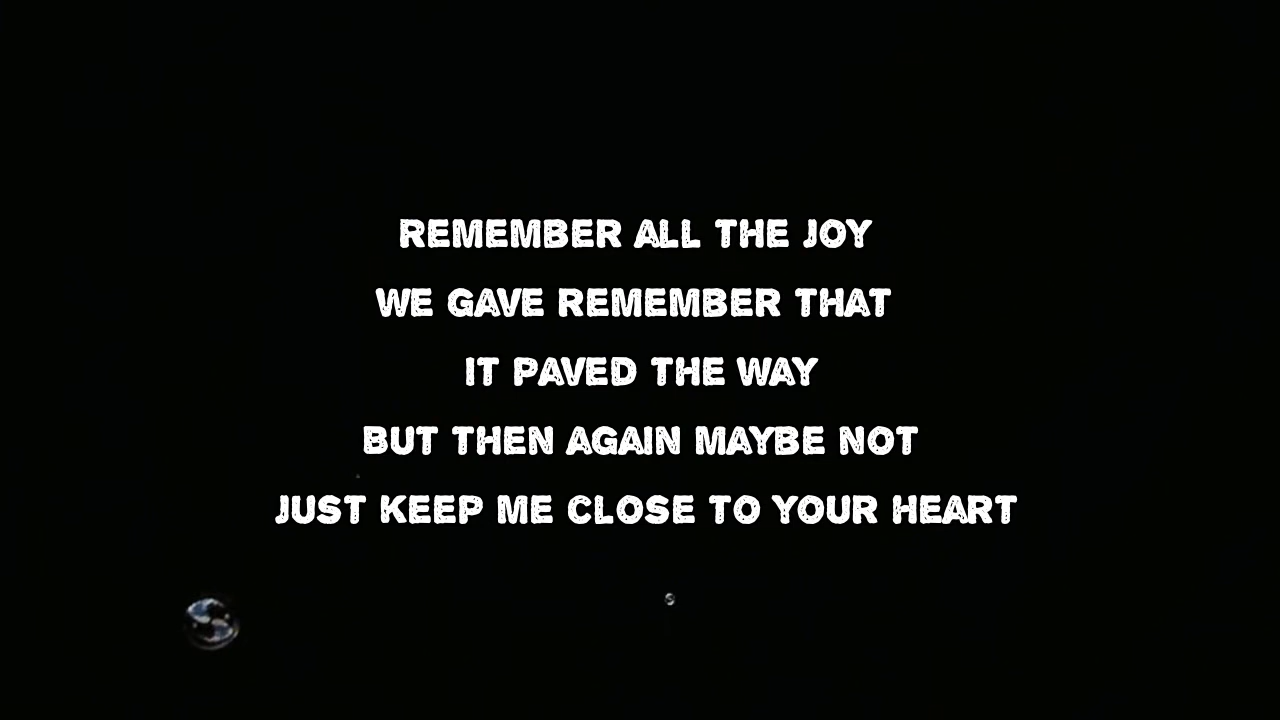 REMEMBER ALL THE JOY
WE GAVE REMEMBER THAT
IT PAVED THE WAY
BUT THEN AGAIN MAYBE NOT
JUST KEEP ME CLOSE TO YOUR HEART